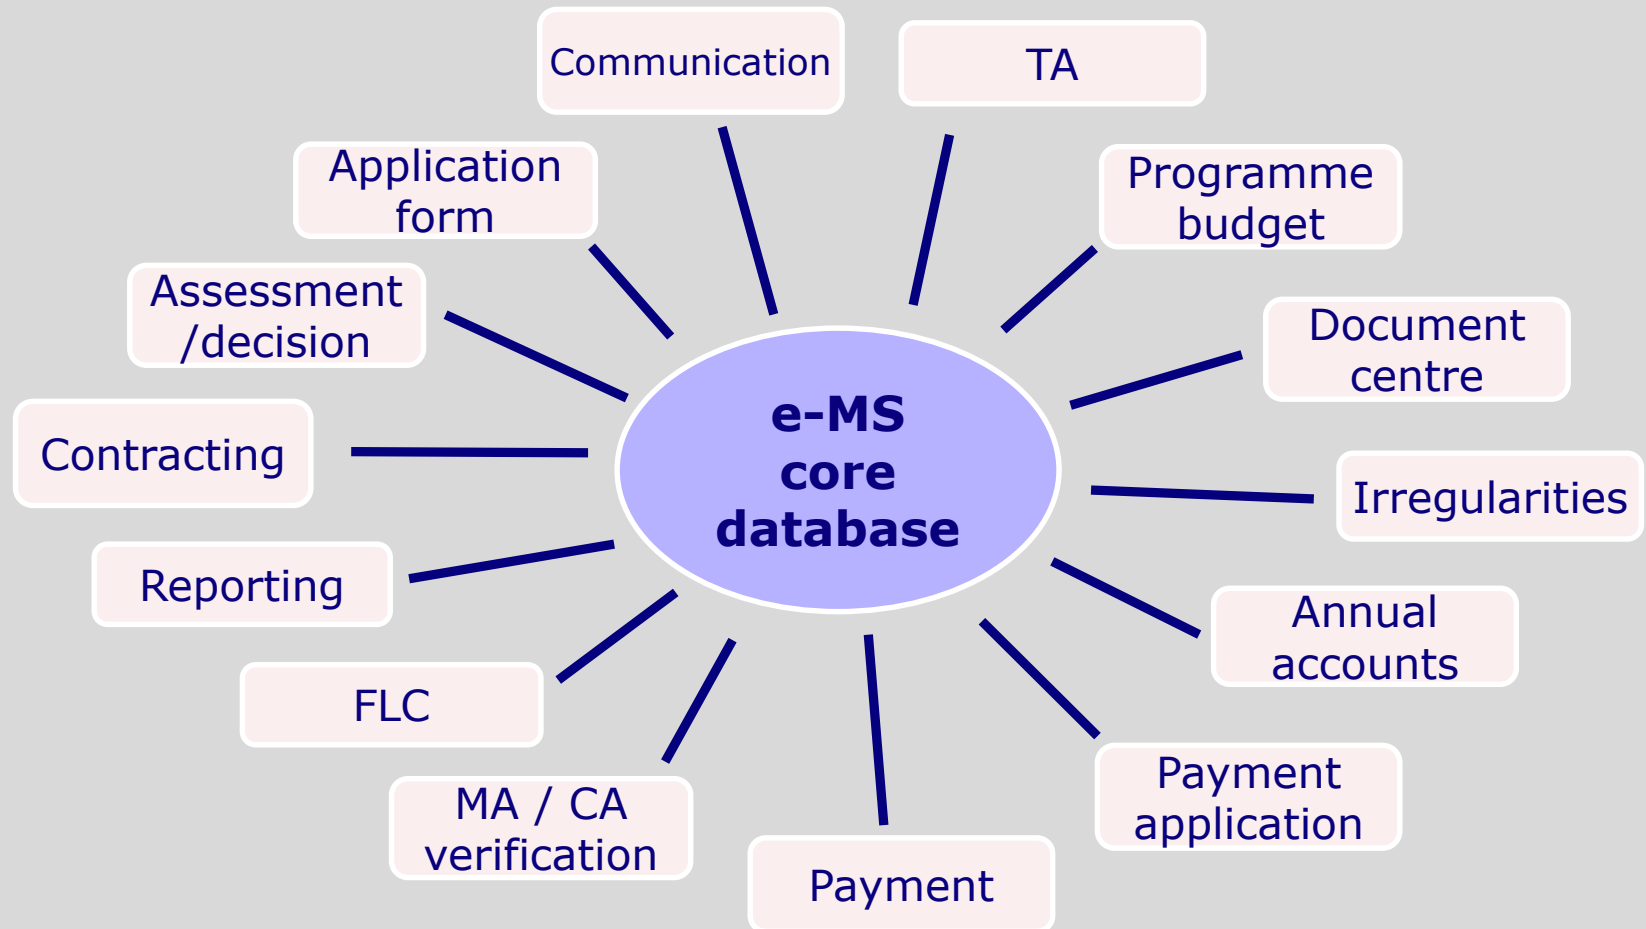 Communication
TA
Application
form
Programme
budget
Assessment
/decision
Document
centre
e-MS
core
database
Contracting
Irregularities
Reporting
Annual
accounts
FLC
Payment
application
MA / CA
verification
Payment